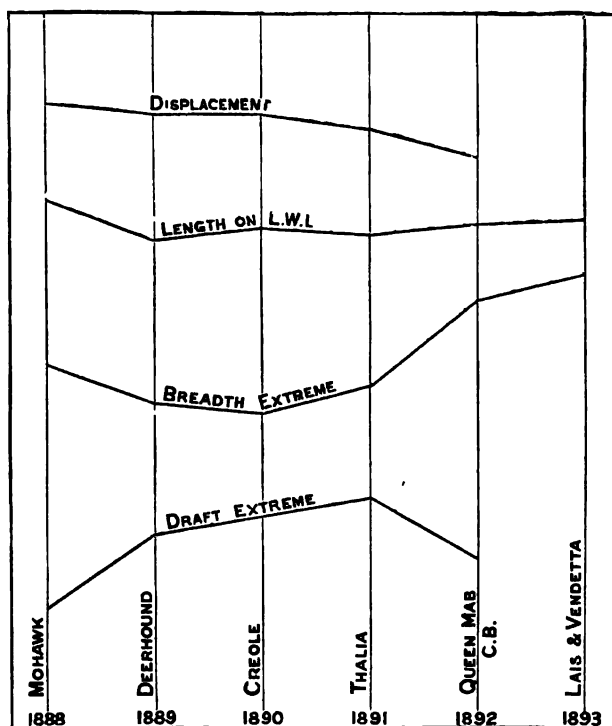 DISPLACEMENT
LENGTH ON L.W.L
BREADTH EXTREME
DRAFT EXTREME
MOHAWK
DEERHOUND
CREOLE
THALIA
QUEEN MAB
C.B.
LAIS & VENDETTA
1888 1889 1890 1891 1892 1893